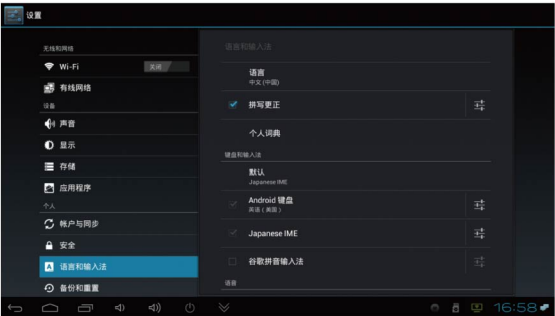 设置
无线和网络
Wi-Fi
关闭
有线网络
设备
声音
显示
存储
应用程序
个人
帐户与同步
安全
语言和输入法
备份和重置
语言和输入法
语言
中文 (中国)
拼写更正
个人词典
键盘和输入法
默认
Japanese IME
Android 键盘
英语 ( 美国 )
Japanese IME
谷歌拼音输入法
语音
16:58